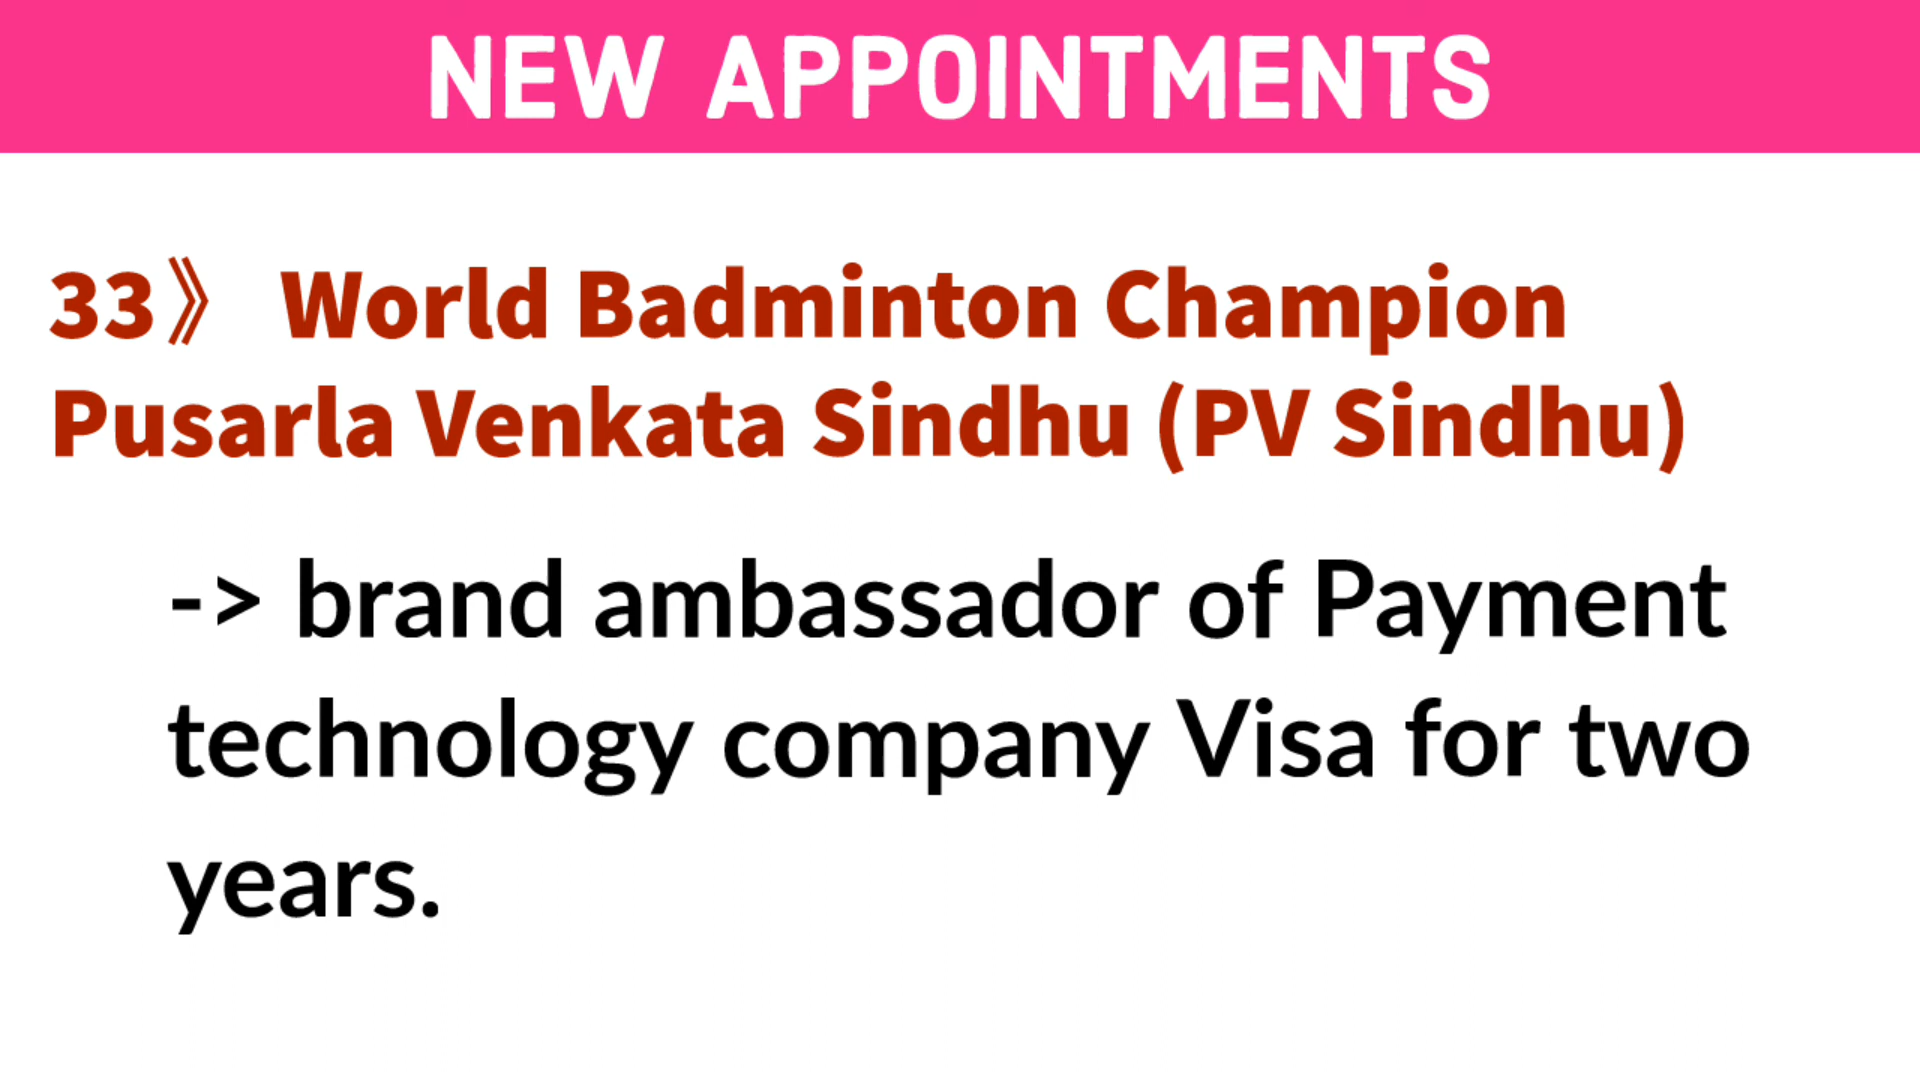 NEW APPOINTMENTS
33》 World Badminton Champion
Pusarla Venkata Sindhu (PV Sindhu)
-> brand ambassador of Payment
technology company Visa for two
years.